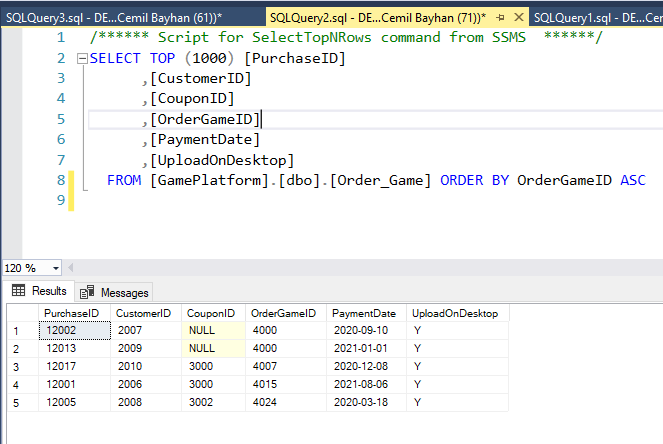 SQLQuery3.sql - DE...Cemil Bayhan (61))* SQLQuery2.sql - DE...Cemil Bayhan (71))* SQLQuery1.sql - DE...Cem
1 /****** Script for SelectTopNRows command from SSMS ******/
2 SELECT TOP (1000) [PurchaseID]
3 ,[CustomerID]
4 ,[CouponID]
5 ,[OrderGameID]
6 ,[PaymentDate]
7 ,[UploadOnDesktop]
8 FROM [GamePlatform].[dbo].[Order_Game] ORDER BY OrderGameID ASC
9
120 %
Results Messages
PurchaseID CustomerID CouponID OrderGameID PaymentDate UploadOnDesktop
1 12002 2007 NULL 4000 2020-09-10 Y
2 12013 2009 NULL 4000 2021-01-01 Y
3 12017 2010 3000 4007 2020-12-08 Y
4 12001 2006 3000 4015 2021-08-06 Y
5 12005 2008 3002 4024 2020-03-18 Y